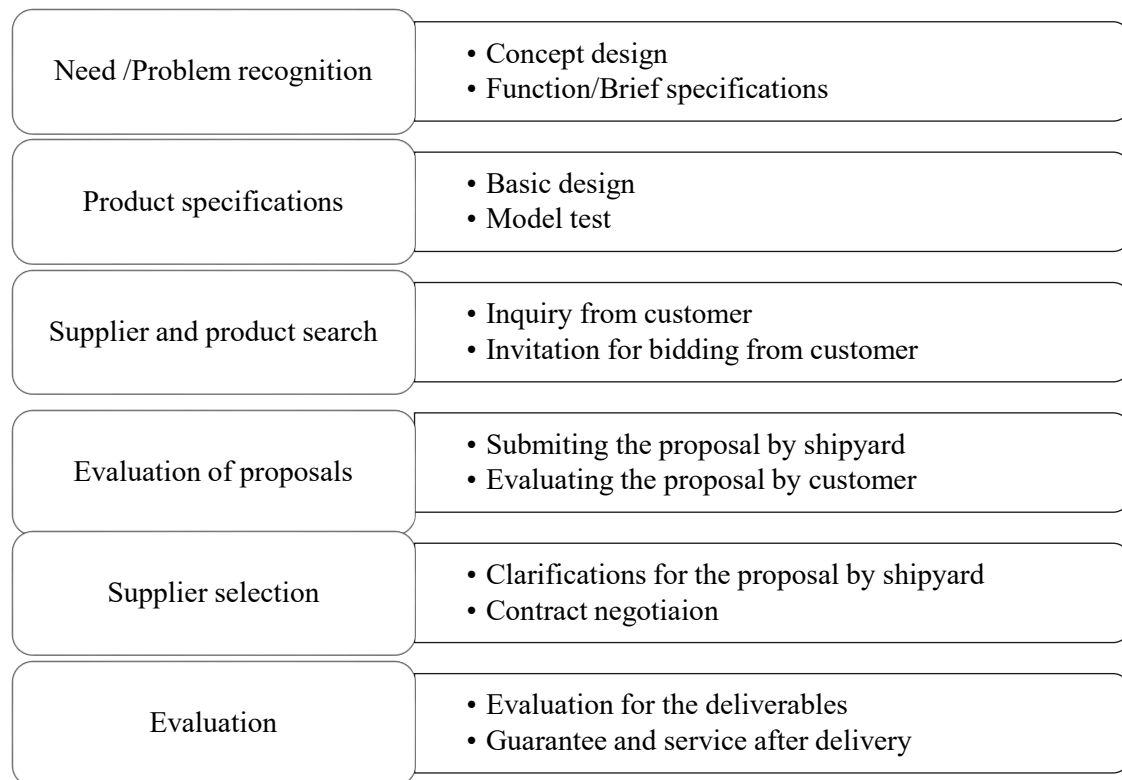 Need /Problem recognition
• Concept design
• Function/Brief specifications
Product specifications
• Basic design
• Model test
Supplier and product search
• Inquiry from customer
• Invitation for bidding from customer
Evaluation of proposals
• Submiting the proposal by shipyard
• Evaluating the proposal by customer
Supplier selection
• Clarifications for the proposal by shipyard
• Contract negotiaion
Evaluation
• Evaluation for the deliverables
• Guarantee and service after delivery